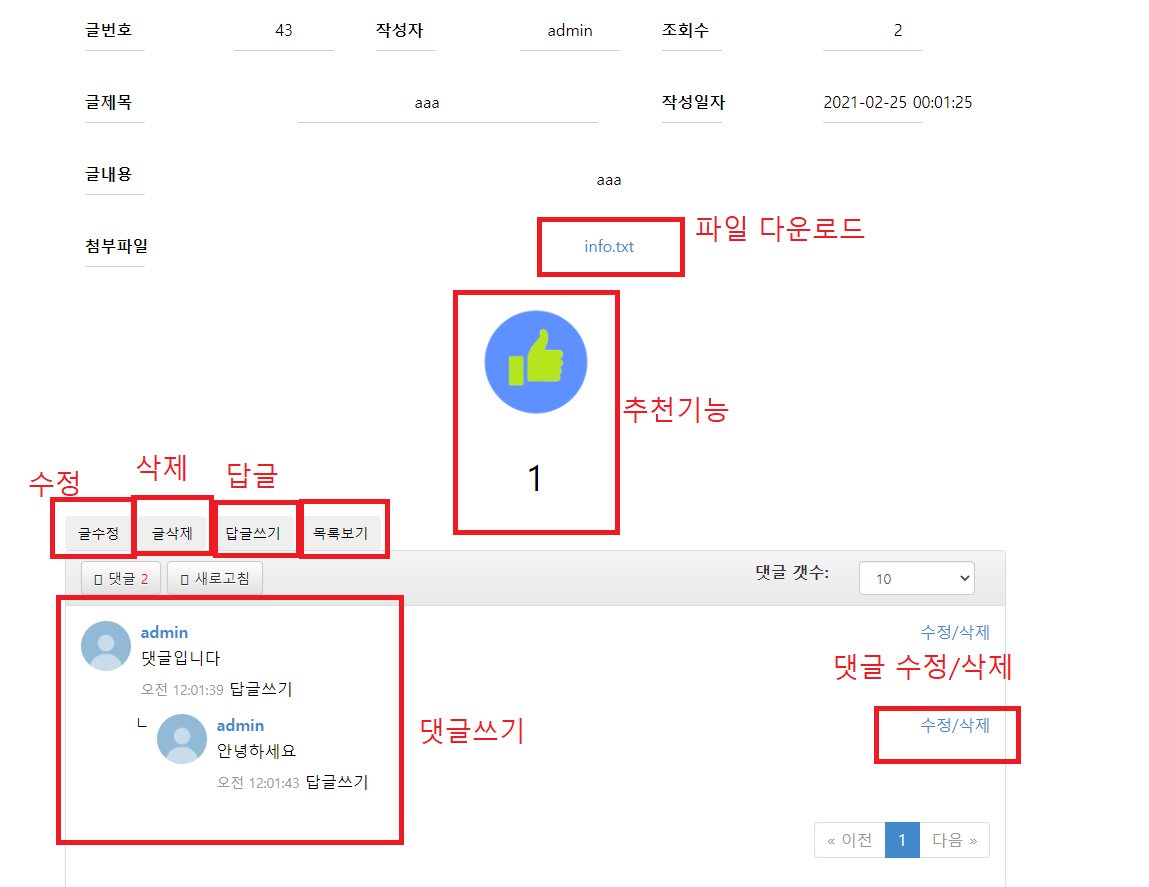 글번호 43 작성자 admin 조회수 2
글제목 aaa 작성일자 2021-02-25 00:01:25
글내용 aaa
첨부파일 info.txt 파일 다운로드
추천기능
1
수정 삭제 답글
글수정 글삭제 답글쓰기 목록보기
댓글 2 새로고침 댓글 갯수: 10
admin 수정/삭제
댓글입니다 댓글 수정/삭제
오전 12:01:39 답글쓰기
ㄴ admin 수정/삭제
안녕하세요 댓글쓰기
오전 12:01:43 답글쓰기
« 이전 1 다음 »